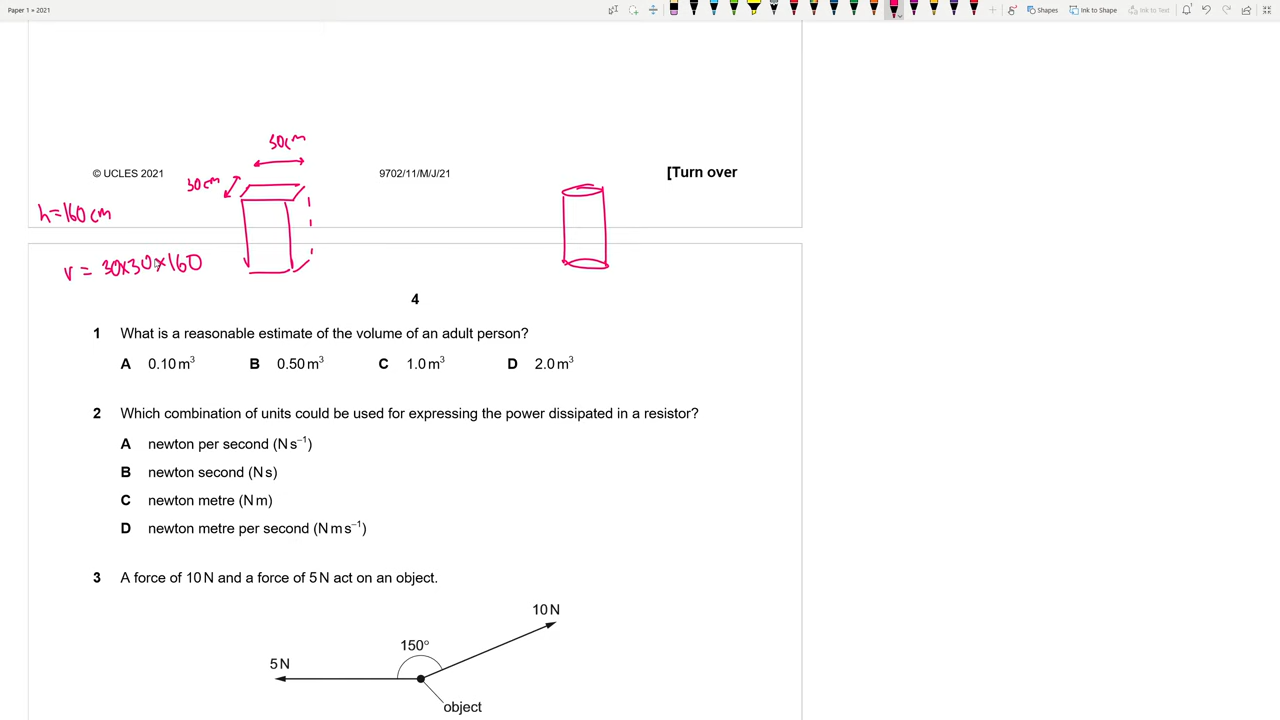 Paper 1 » 2021
Shapes
Ink to Shape
Ink to Text
30cm
© UCLES 2021
9702/11/M/J/21
[Turn over
30cm
h=160cm
V = 30x30x160
4
1 What is a reasonable estimate of the volume of an adult person?
A 0.10 m³ B 0.50 m³ C 1.0 m³ D 2.0 m³
2 Which combination of units could be used for expressing the power dissipated in a resistor?
A newton per second (N s⁻¹)
B newton second (N s)
C newton metre (N m)
D newton metre per second (N m s⁻¹)
3 A force of 10 N and a force of 5 N act on an object.
10 N
150°
5 N
object